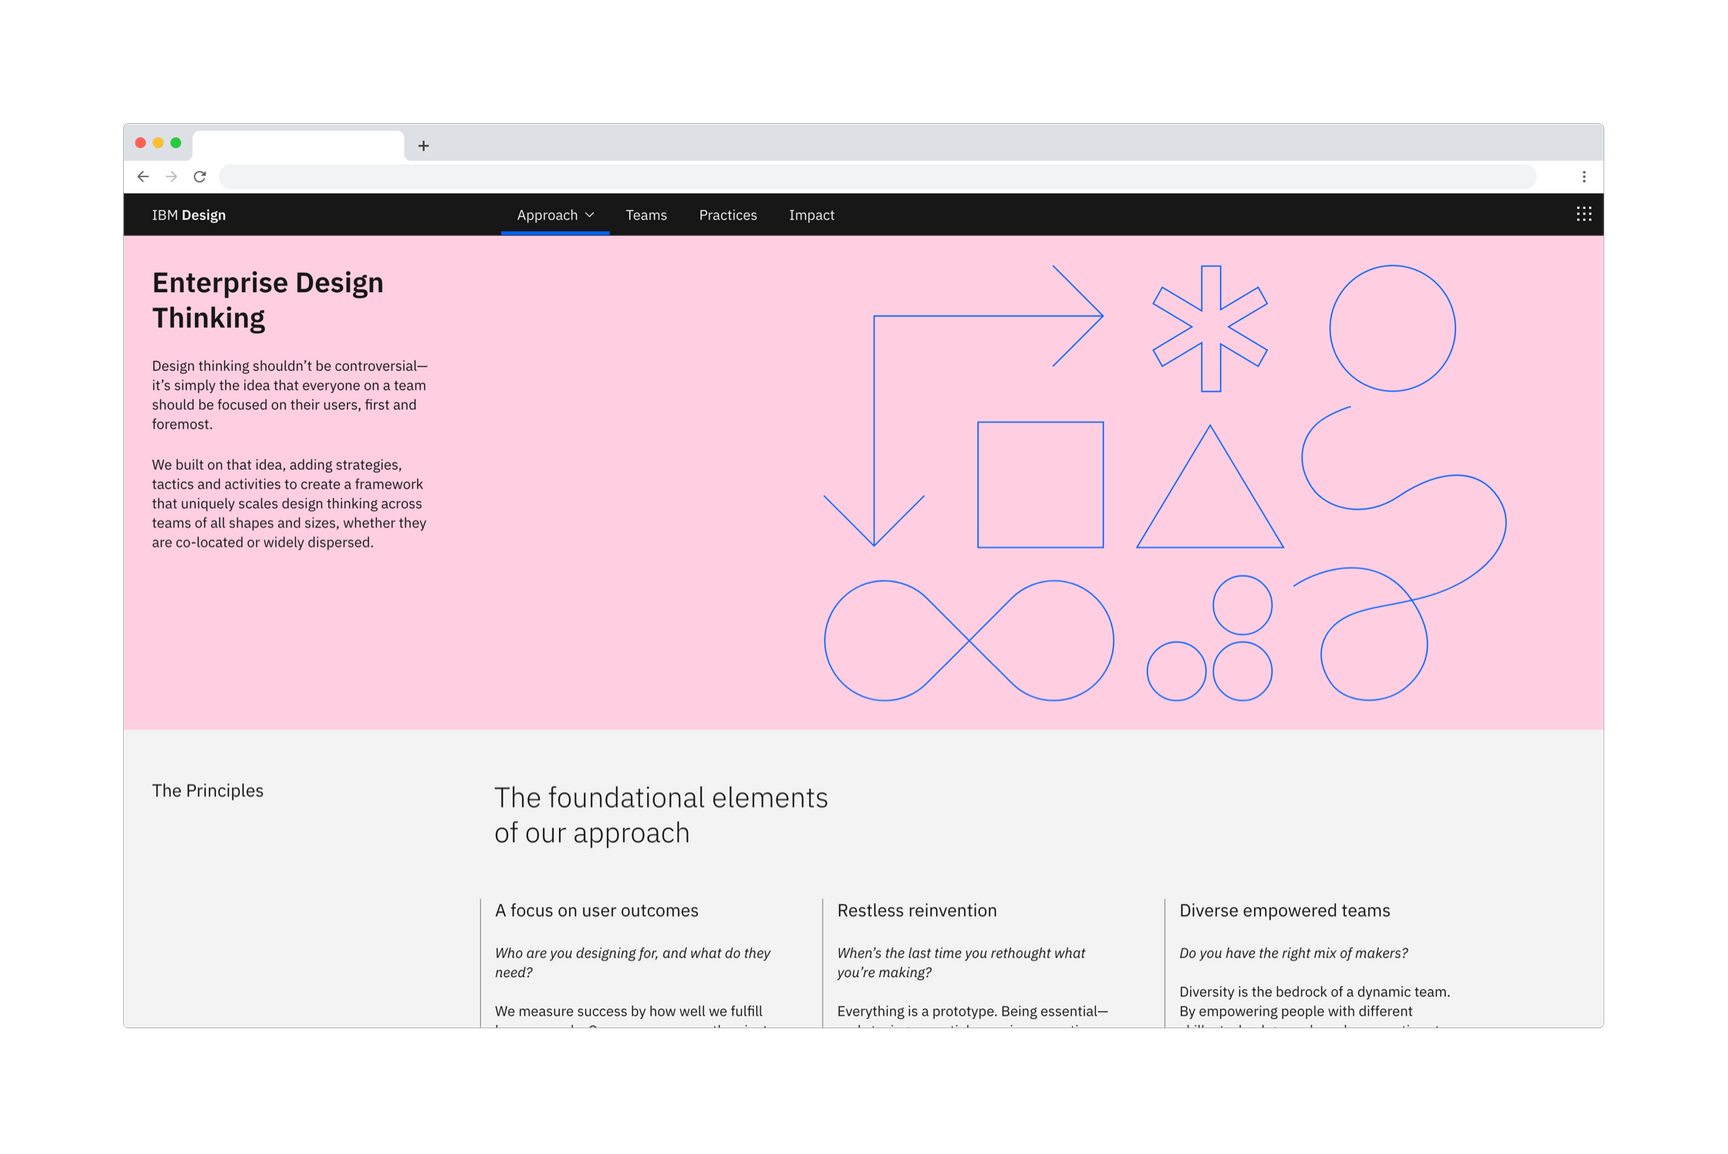 IBM Design
Approach
Teams
Practices
Impact
Enterprise Design
Thinking
Design thinking shouldn’t be controversial—
it’s simply the idea that everyone on a team
should be focused on their users, first and
foremost.
We built on that idea, adding strategies,
tactics and activities to create a framework
that uniquely scales design thinking across
teams of all shapes and sizes, whether they
are co-located or widely dispersed.
The Principles
The foundational elements
of our approach
A focus on user outcomes
Who are you designing for, and what do they
need?
We measure success by how well we fulfill
Restless reinvention
When’s the last time you rethought what
you’re making?
Everything is a prototype. Being essential—
Diverse empowered teams
Do you have the right mix of makers?
Diversity is the bedrock of a dynamic team.
By empowering people with different